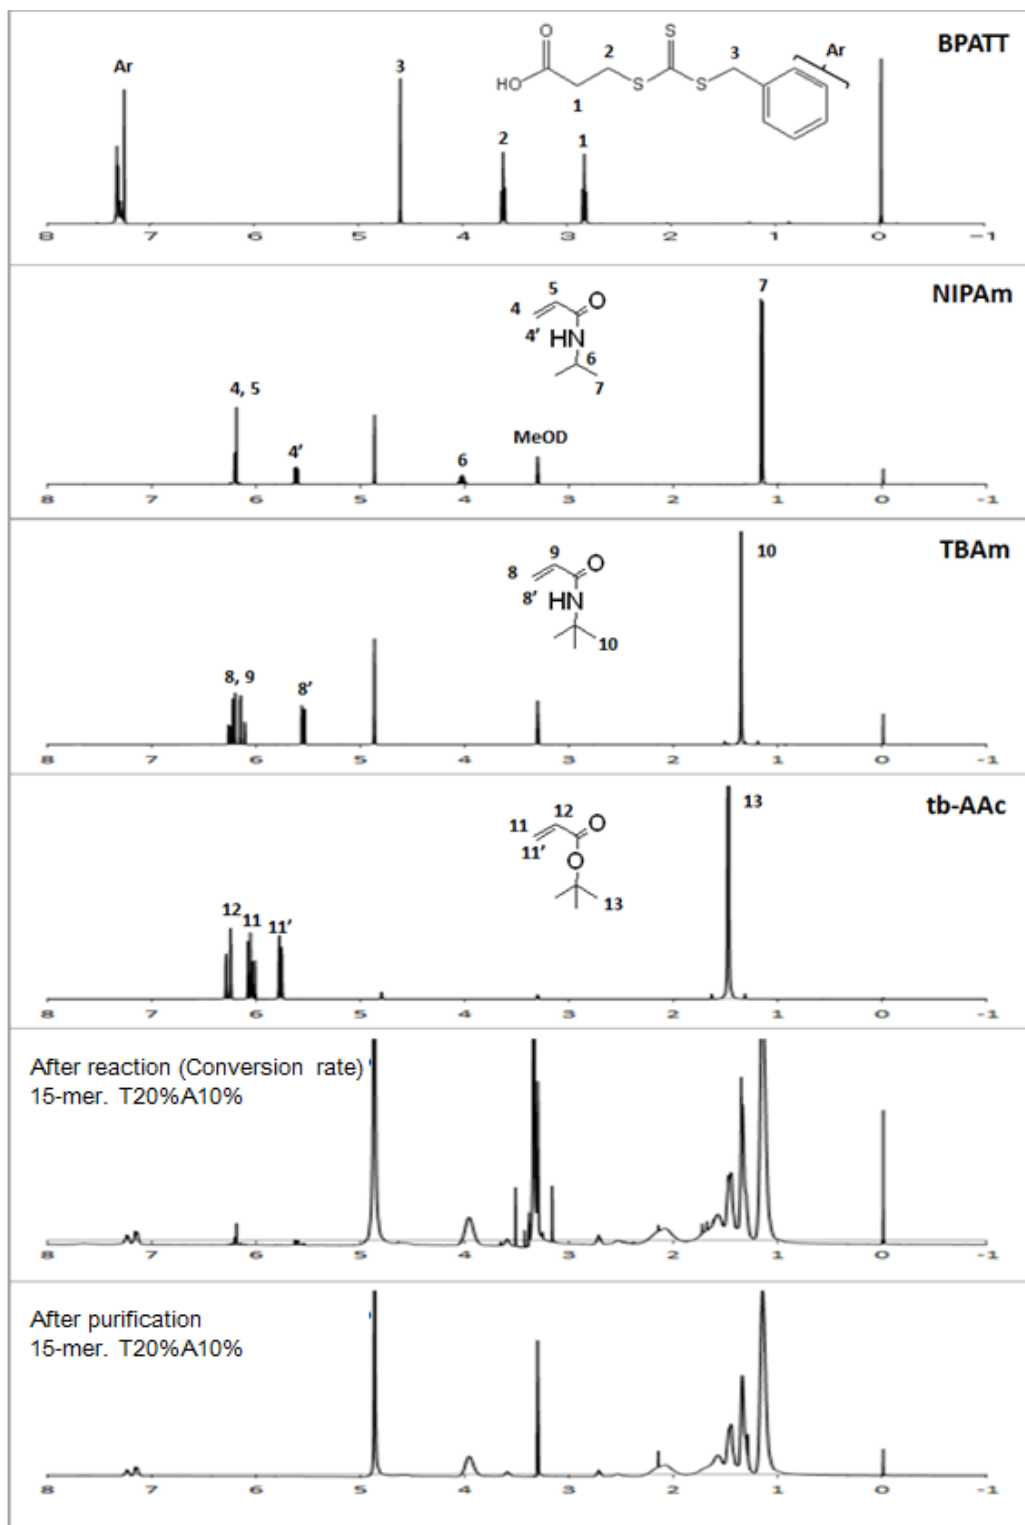 BPATT
Ar 3 2 1
O S
2 3 Ar
HO S S
1
8 7 6 5 4 3 2 1 0 -1
NIPAm
7
5
4 O
4' HN
6
7
4, 5
4'
6
MeOD
8 7 6 5 4 3 2 1 0 -1
TBAm
10
9
8 O
8' HN
10
8, 9
8'
8 7 6 5 4 3 2 1 0 -1
tb-AAc
13
12
11 O
11' O
13
12 11 11'
8 7 6 5 4 3 2 1 0 -1
After reaction (Conversion rate)
15-mer. T20%A10%
8 7 6 5 4 3 2 1 0 -1
After purification
15-mer. T20%A10%
8 7 6 5 4 3 2 1 0 -1